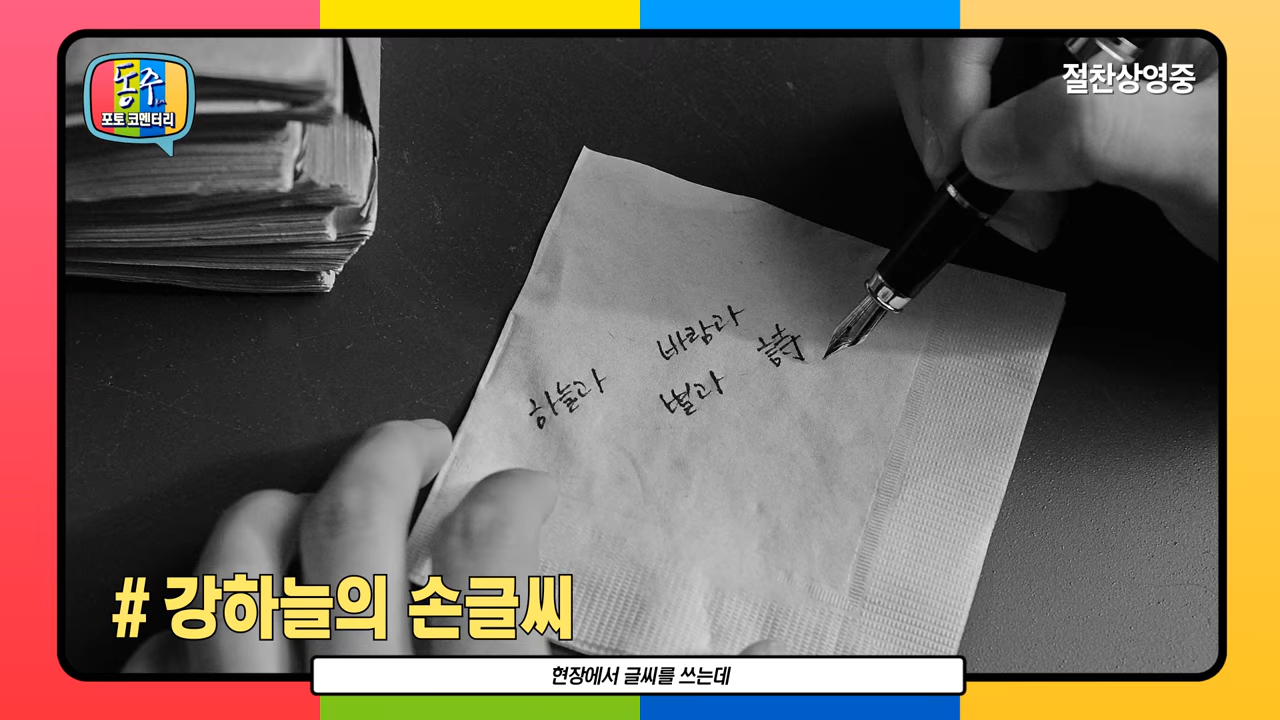 동주
포토 코멘터리
절찬상영중
바람과
詩
하늘과
별과
# 강하늘의 손글씨
현장에서 글씨를 쓰는데